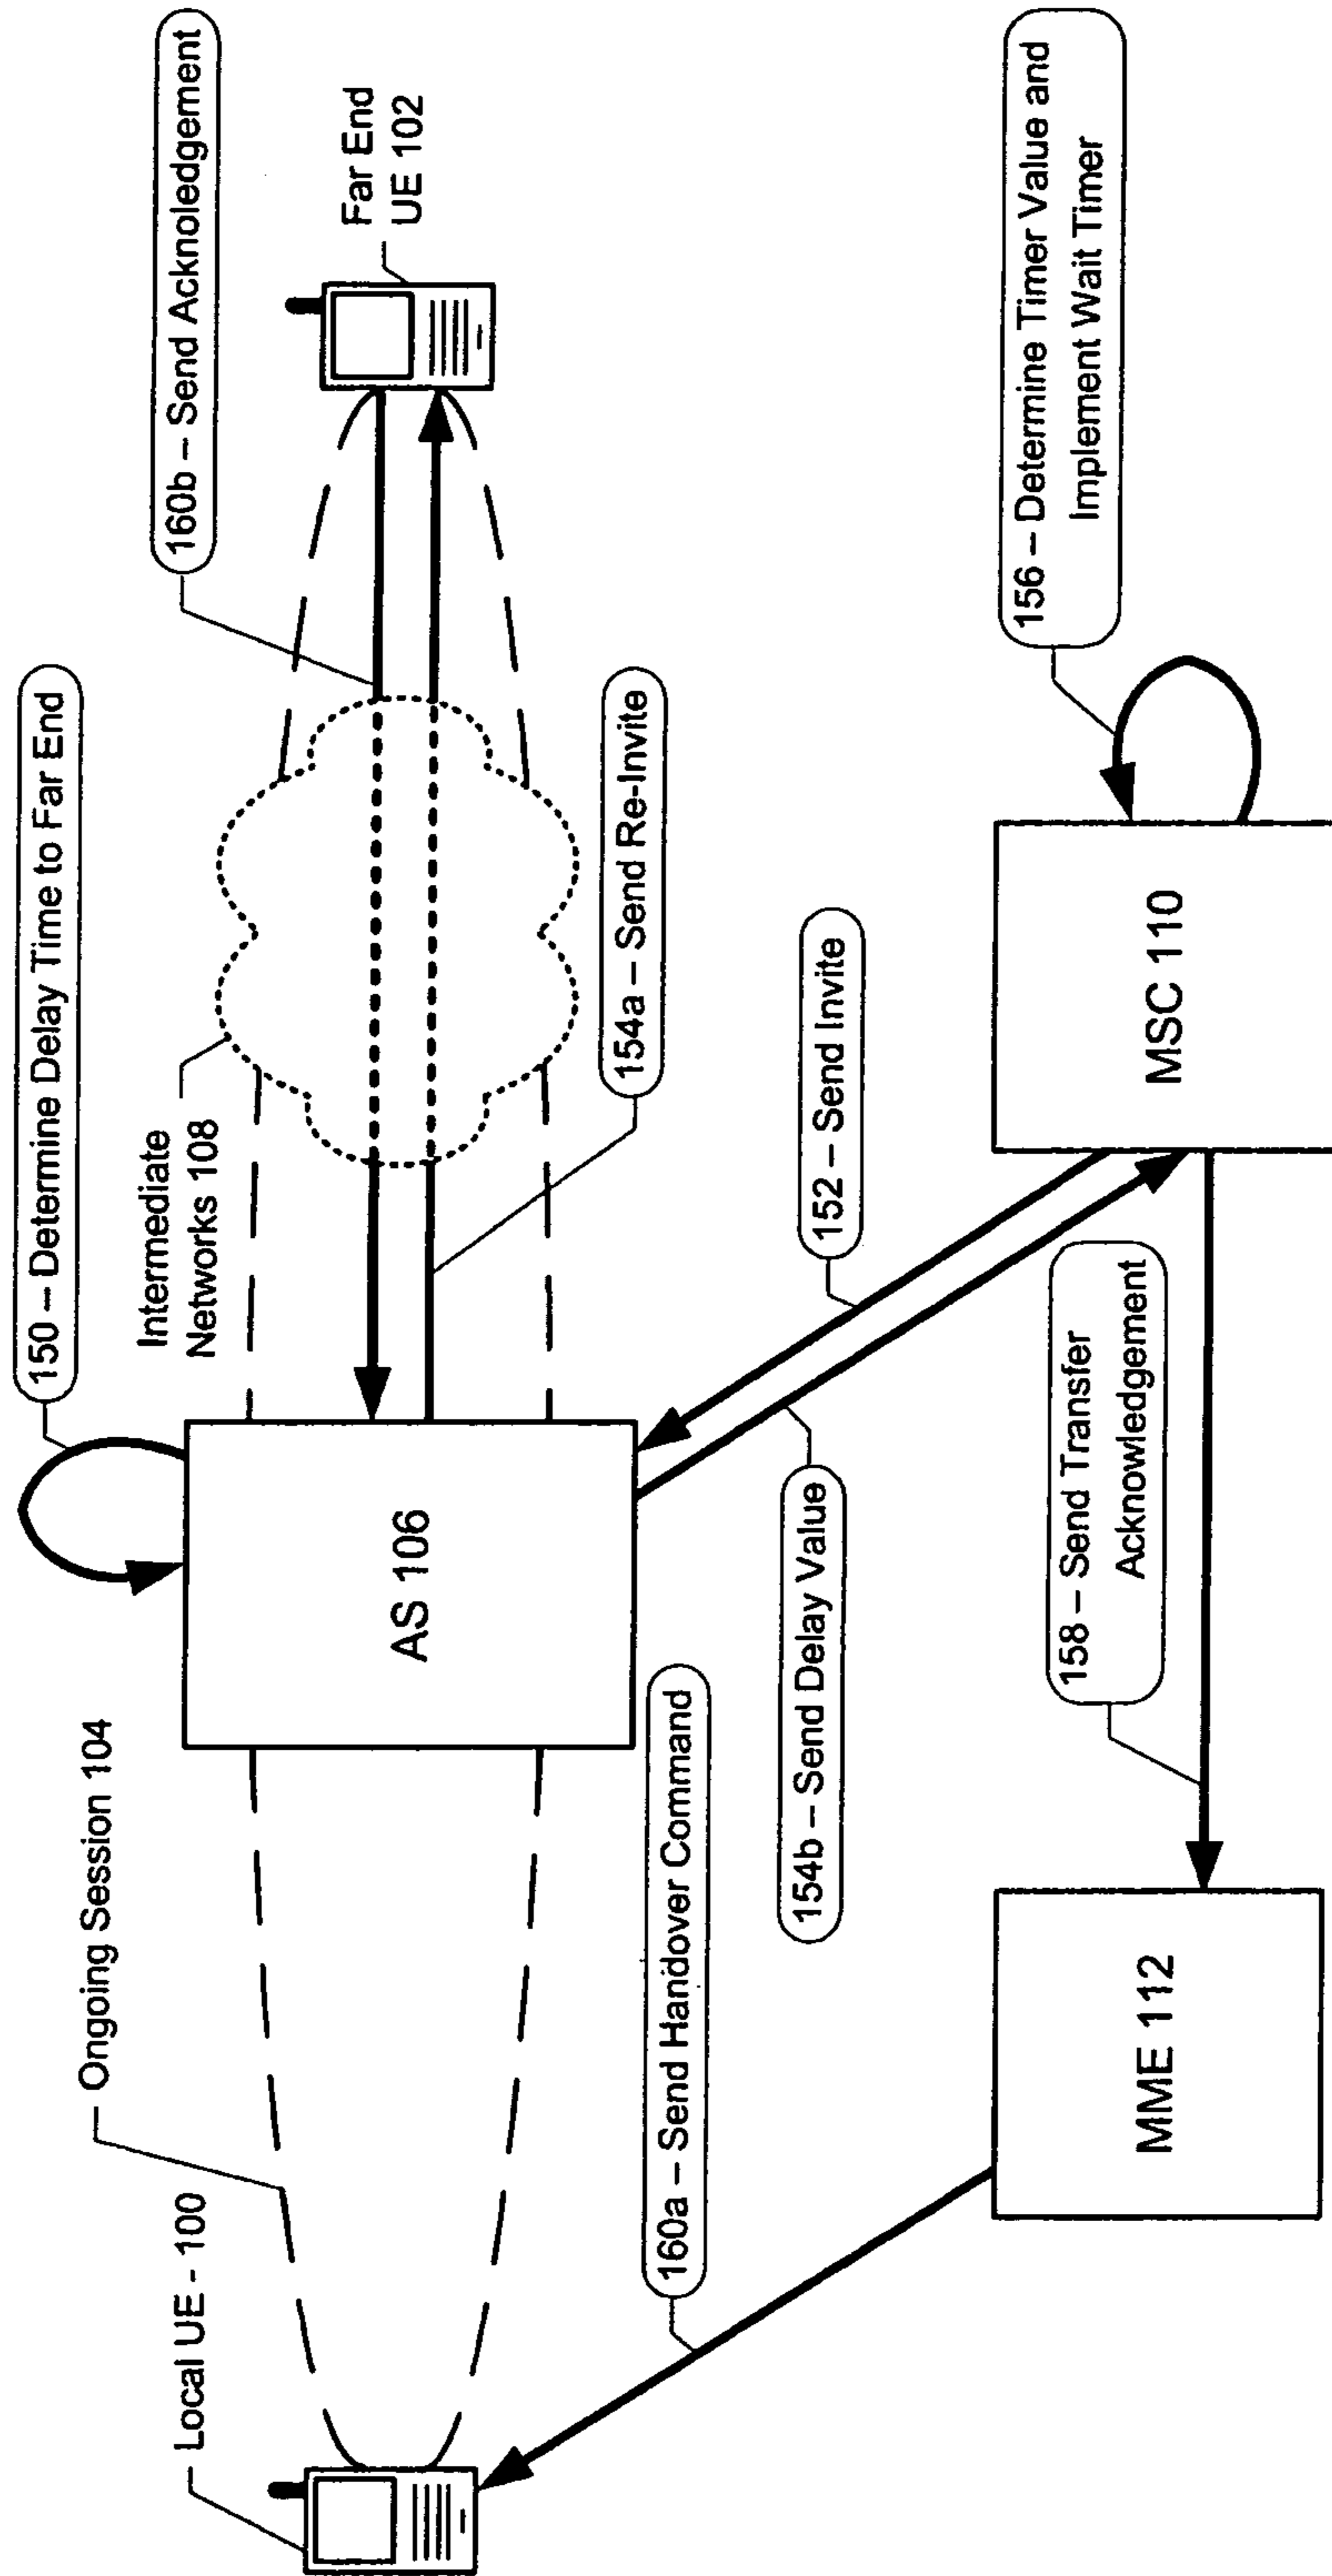 150 – Determine Delay Time to Far End
160b – Send Acknoledgement
Ongoing Session 104
Intermediate
Networks 108
Local UE - 100
Far End
UE 102
AS 106
154a – Send Re-Invite
160a – Send Handover Command
152 – Send Invite
154b – Send Delay Value
158 – Send Transfer
Acknowledgement
156 – Determine Timer Value and
Implement Wait Timer
MME 112
MSC 110